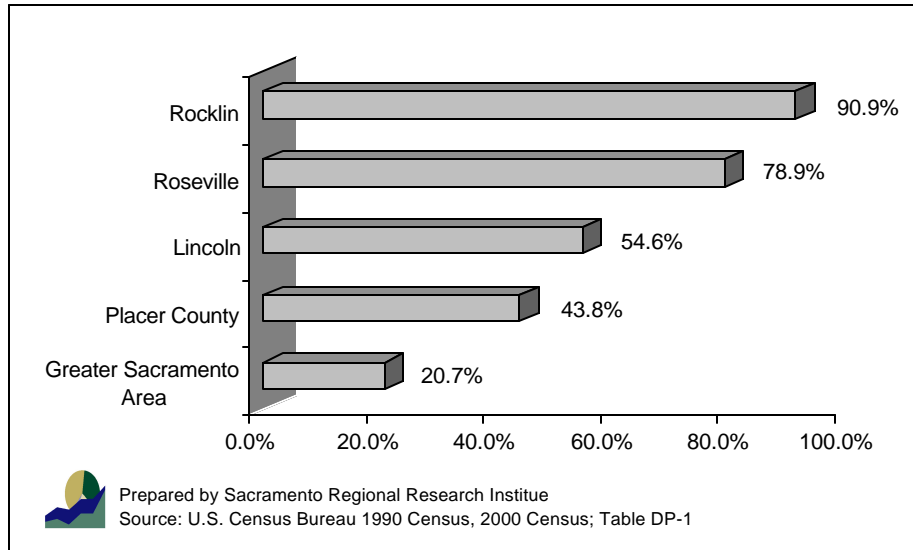 Rocklin
90.9%
Roseville
78.9%
Lincoln
54.6%
Placer County
43.8%
Greater Sacramento
Area
20.7%
0.0% 20.0% 40.0% 60.0% 80.0% 100.0%
Prepared by Sacramento Regional Research Institue
Source: U.S. Census Bureau 1990 Census, 2000 Census; Table DP-1